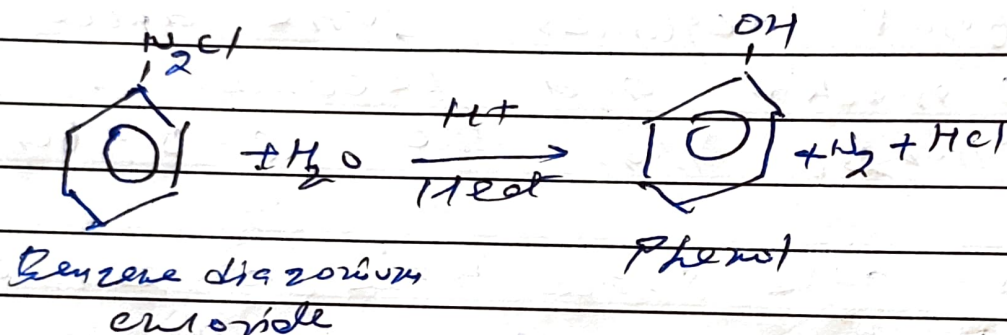 N2Cl OH
+ H2O H+ Heat + N2 + HCl
Benzene diazonium Phenol
chloride